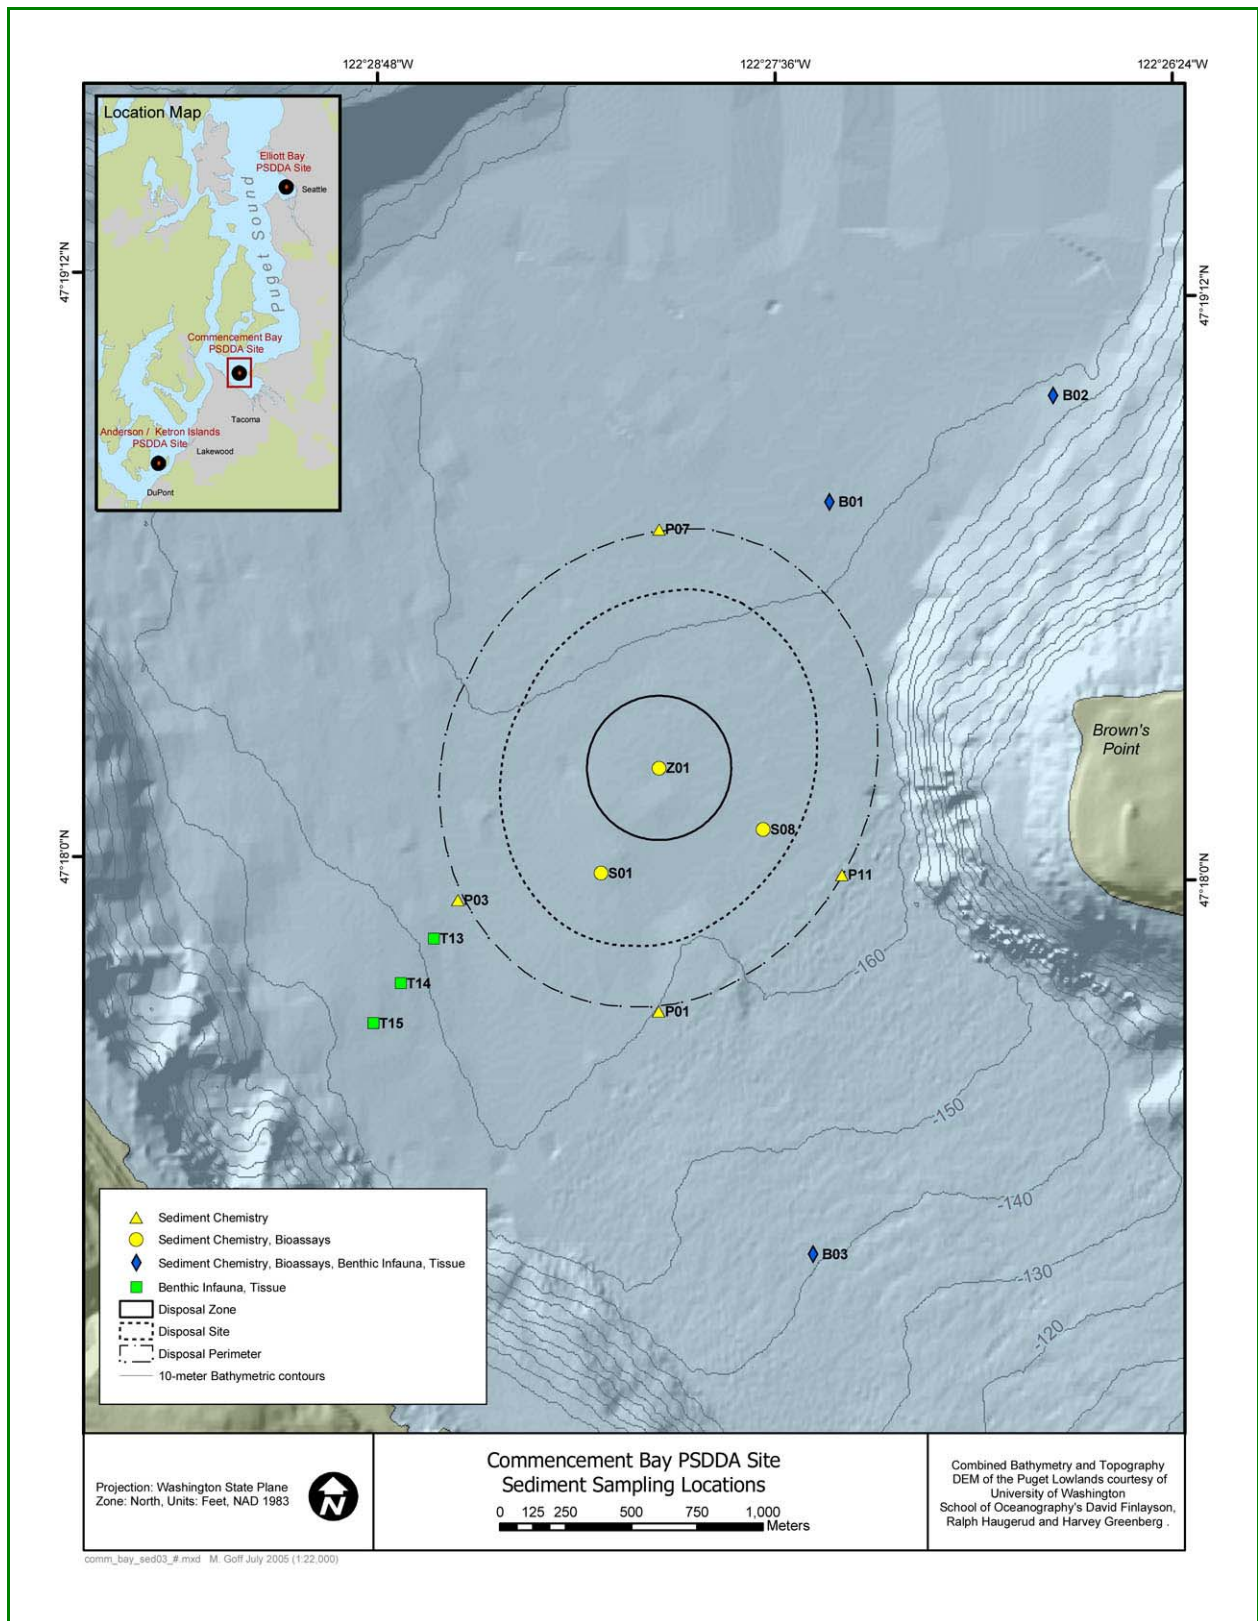 122°28'48"W
122°27'36"W
122°26'24"W
Location Map
Elliott Bay
PSDDA Site
Seattle
Puget Sound
47°19'12"N
47°19'12"N
Commencement Bay
PSDDA Site
B02
Tacoma
Anderson / Ketron Islands
PSDDA Site
Lakewood
DuPont
B01
P07
Brown's
Point
Z01
S08
47°18'0"N
47°18'0"N
S01
P11
P03
T13
-160
T14
P01
T15
-150
-140
Sediment Chemistry
Sediment Chemistry, Bioassays
B03
Sediment Chemistry, Bioassays, Benthic Infauna, Tissue
-130
Benthic Infauna, Tissue
Disposal Zone
Disposal Site
-120
Disposal Perimeter
10-meter Bathymetric contours
Projection: Washington State Plane
Zone: North, Units: Feet, NAD 1983
N
Commencement Bay PSDDA Site
Sediment Sampling Locations
0 125 250 500 750 1,000
Meters
Combined Bathymetry and Topography
DEM of the Puget Lowlands courtesy of
University of Washington
School of Oceanography's David Finlayson,
Ralph Haugerud and Harvey Greenberg .
comm_bay_sed03_#.mxd M. Goff July 2005 (1:22,000)